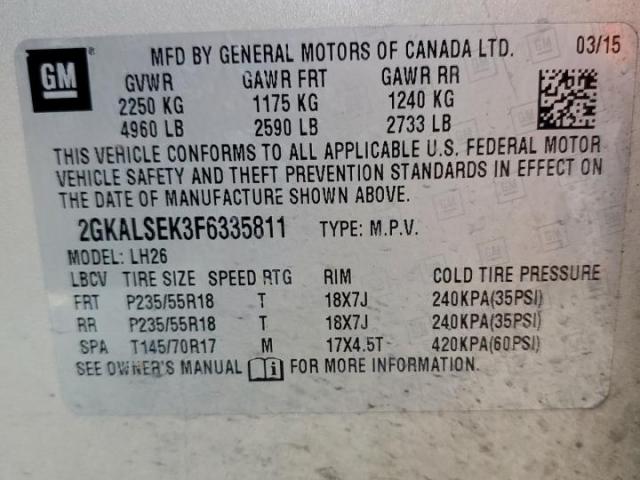 GM MFD BY GENERAL MOTORS OF CANADA LTD. 03/15
GVWR GAWR FRT GAWR RR
2250 KG 1175 KG 1240 KG
4960 LB 2590 LB 2733 LB
THIS VEHICLE CONFORMS TO ALL APPLICABLE U.S. FEDERAL MOTOR
VEHICLE SAFETY AND THEFT PREVENTION STANDARDS IN EFFECT ON
THE DATE OF MANUFACTURE SHOWN ABOVE.
2GKALSEK3F6335811 TYPE: M.P.V.
MODEL: LH26
LBCV TIRE SIZE SPEED RTG RIM COLD TIRE PRESSURE
FRT P235/55R18 T 18X7J 240KPA(35PSI)
RR P235/55R18 T 18X7J 240KPA(35PSI)
SPA T145/70R17 M 17X4.5T 420KPA(60PSI)
SEE OWNER'S MANUAL FOR MORE INFORMATION.